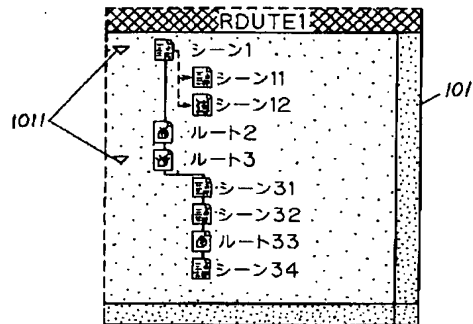 RDUTE1
シーン1
シーン11
101
シーン12
1011
ルート2
ルート3
シーン31
シーン32
ルート33
シーン34